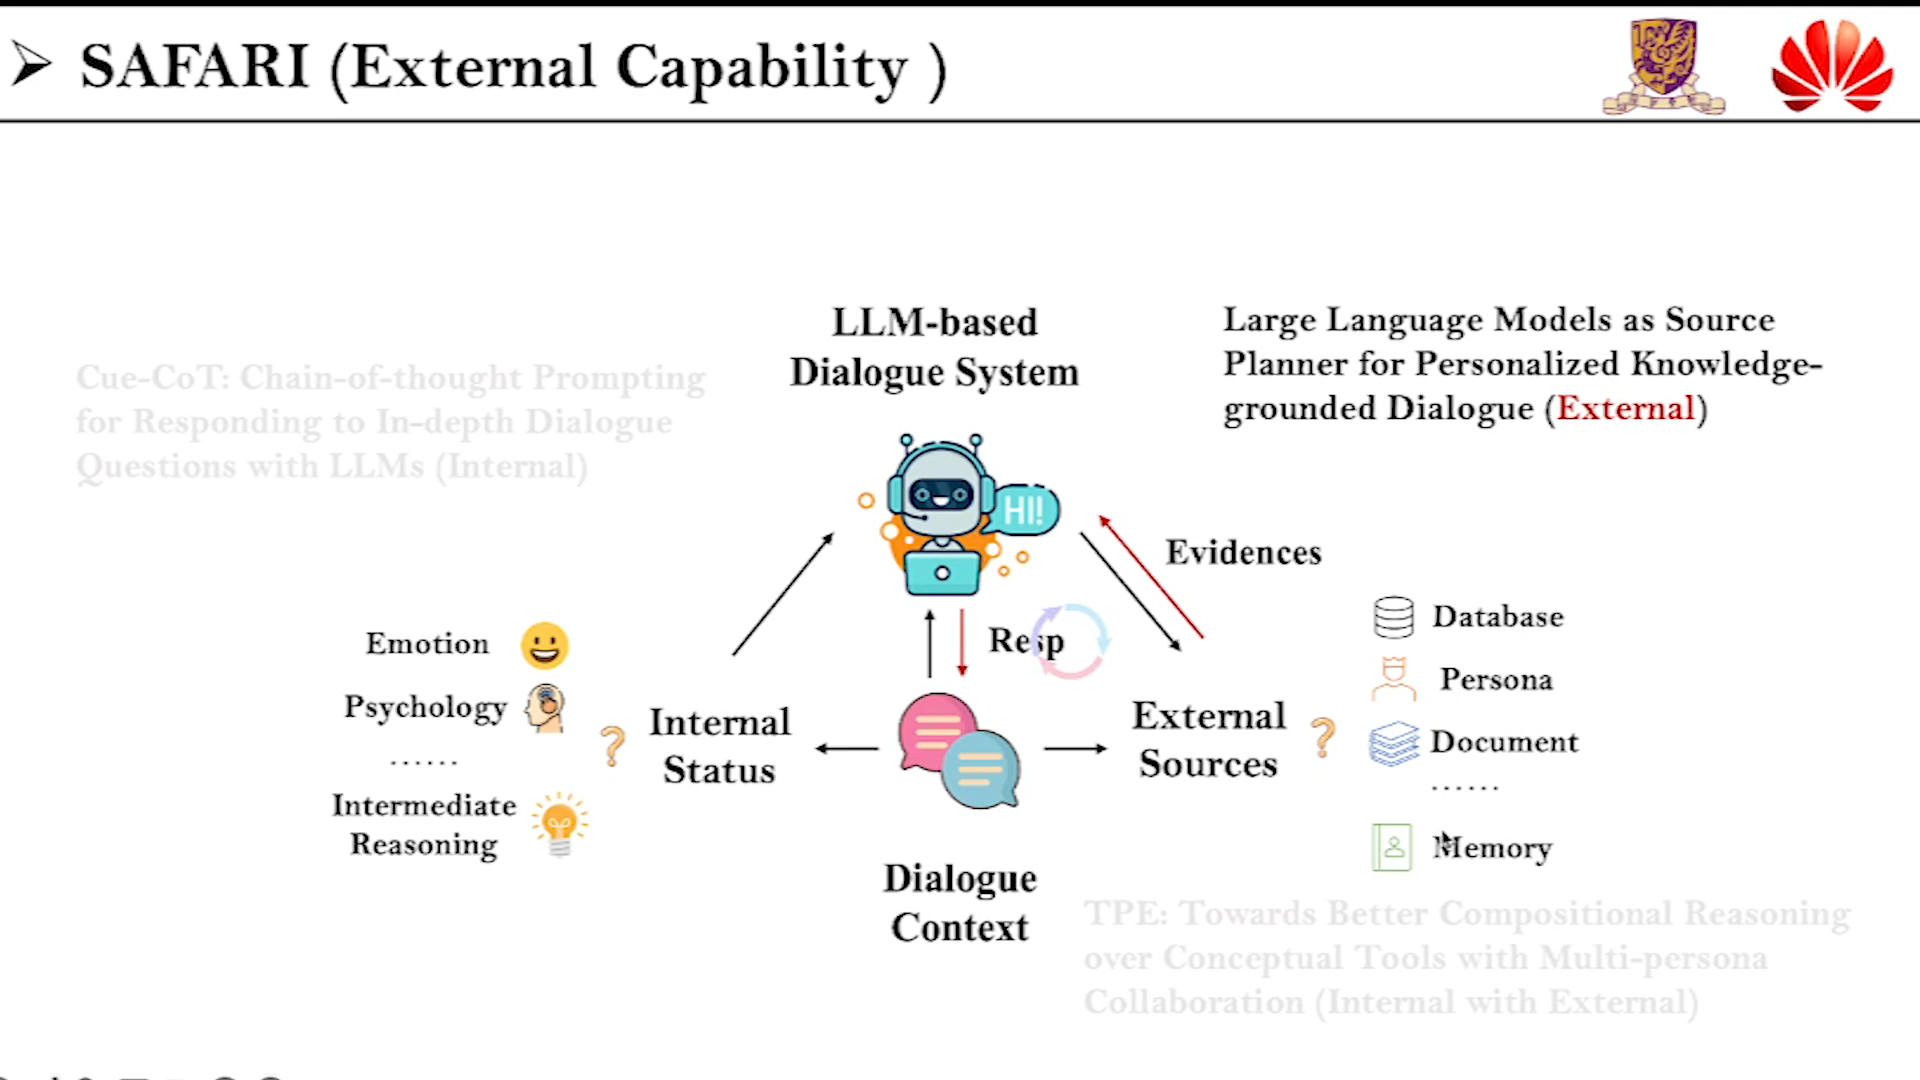 SAFARI (External Capability )
LLM-based
Dialogue System
Large Language Models as Source
Planner for Personalized Knowledge-
grounded Dialogue (External)
Cue-CoT: Chain-of-thought Prompting
for Responding to In-depth Dialogue
Questions with LLMs (Internal)
HI!
Evidences
Resp
Emotion
Psychology
......
Intermediate
Reasoning
?
Internal
Status
External
Sources
?
Database
Persona
Document
......
Memory
Dialogue
Context
TPE: Towards Better Compositional Reasoning
over Conceptual Tools with Multi-persona
Collaboration (Internal with External)